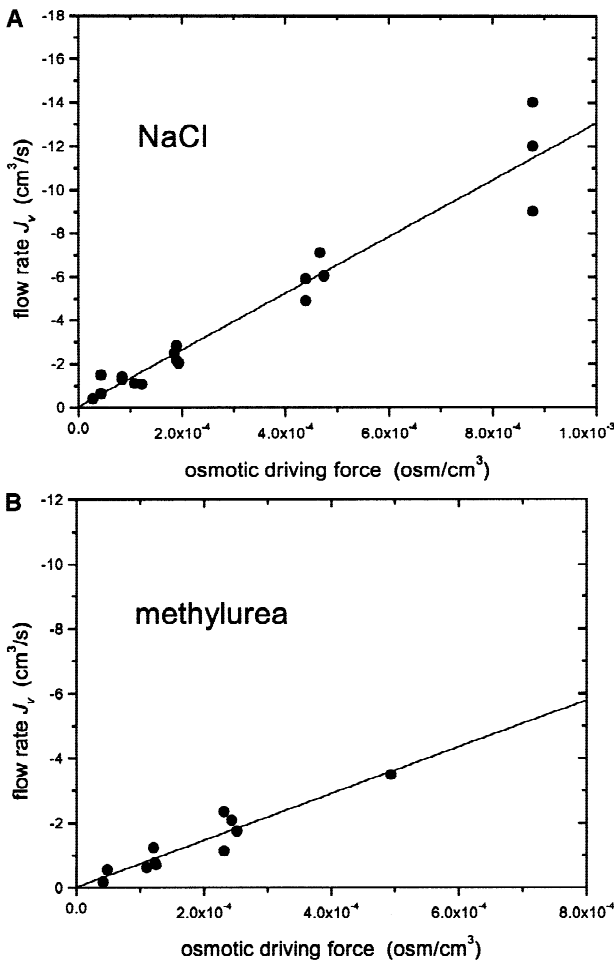 A
-18
-16
-14
-12
-10
-8
-6
-4
-2
0
flow rate Jᵥ (cm³/s)
NaCl
0.0 2.0x10⁻⁴ 4.0x10⁻⁴ 6.0x10⁻⁴ 8.0x10⁻⁴ 1.0x10⁻³
osmotic driving force (osm/cm³)
B
-12
-10
-8
-6
-4
-2
0
flow rate Jᵥ (cm³/s)
methylurea
0.0 2.0x10⁻⁴ 4.0x10⁻⁴ 6.0x10⁻⁴ 8.0x10⁻⁴
osmotic driving force (osm/cm³)